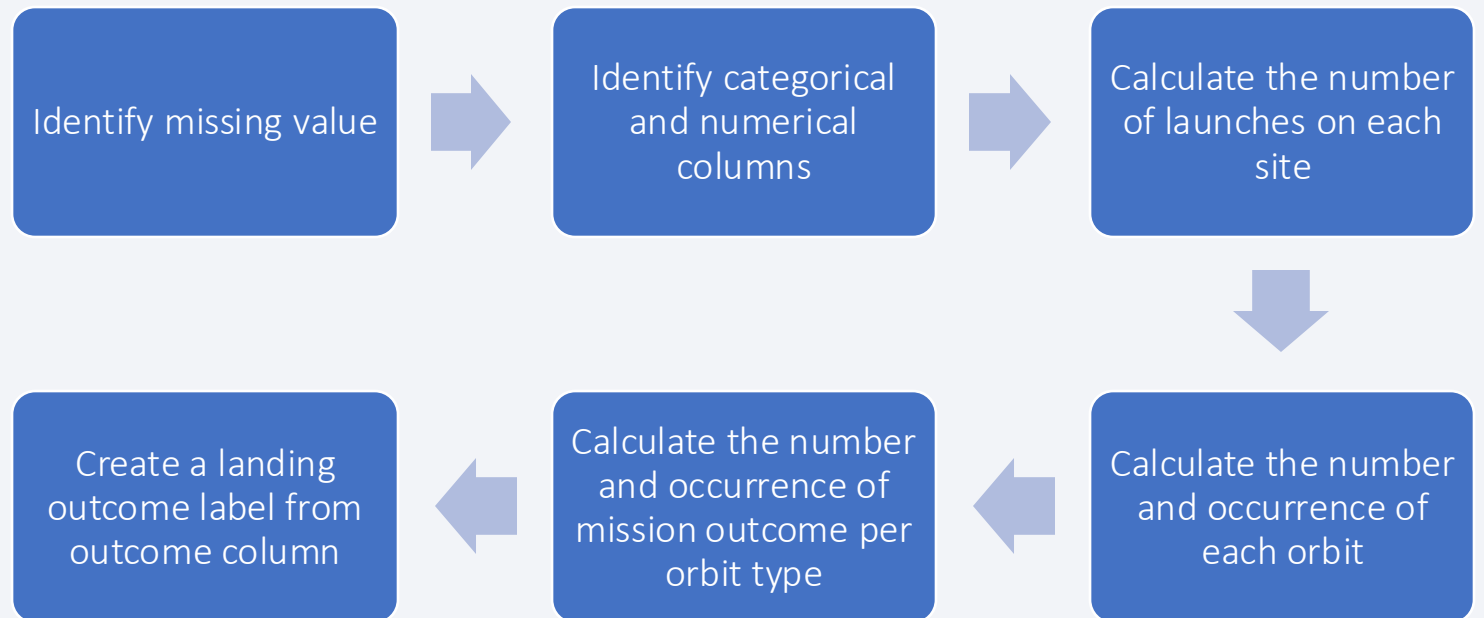 Identify missing value
Identify categorical
and numerical
columns
Calculate the number
of launches on each
site
Calculate the number
and occurrence of
each orbit
Calculate the number
and occurrence of
mission outcome per
orbit type
Create a landing
outcome label from
outcome column